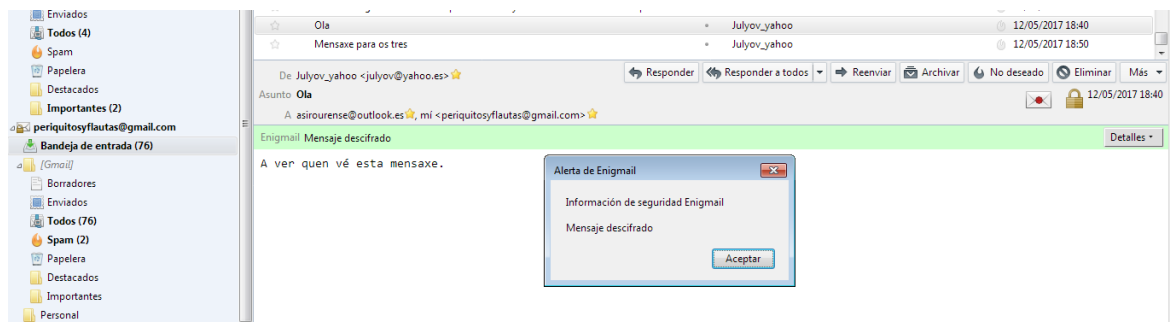 Enviados
Todos (4)
Spam
Papelera
Destacados
Importantes (2)
periquitosyflautas@gmail.com
Bandeja de entrada (76)
[Gmail]
Borradores
Enviados
Todos (76)
Spam (2)
Papelera
Destacados
Importantes
Personal
Ola Julyov_yahoo 12/05/2017 18:40
Mensaxe para os tres Julyov_yahoo 12/05/2017 18:50
De Julyov_yahoo <julyov@yahoo.es> Responder Responder a todos Reenviar Archivar No deseado Eliminar Más
Asunto Ola 12/05/2017 18:40
A asirourense@outlook.es, mí <periquitosyflautas@gmail.com>
Enigmail Mensaje descifrado Detalles
A ver quen vé esta mensaxe.
Alerta de Enigmail
Información de seguridad Enigmail
Mensaje descifrado
Aceptar